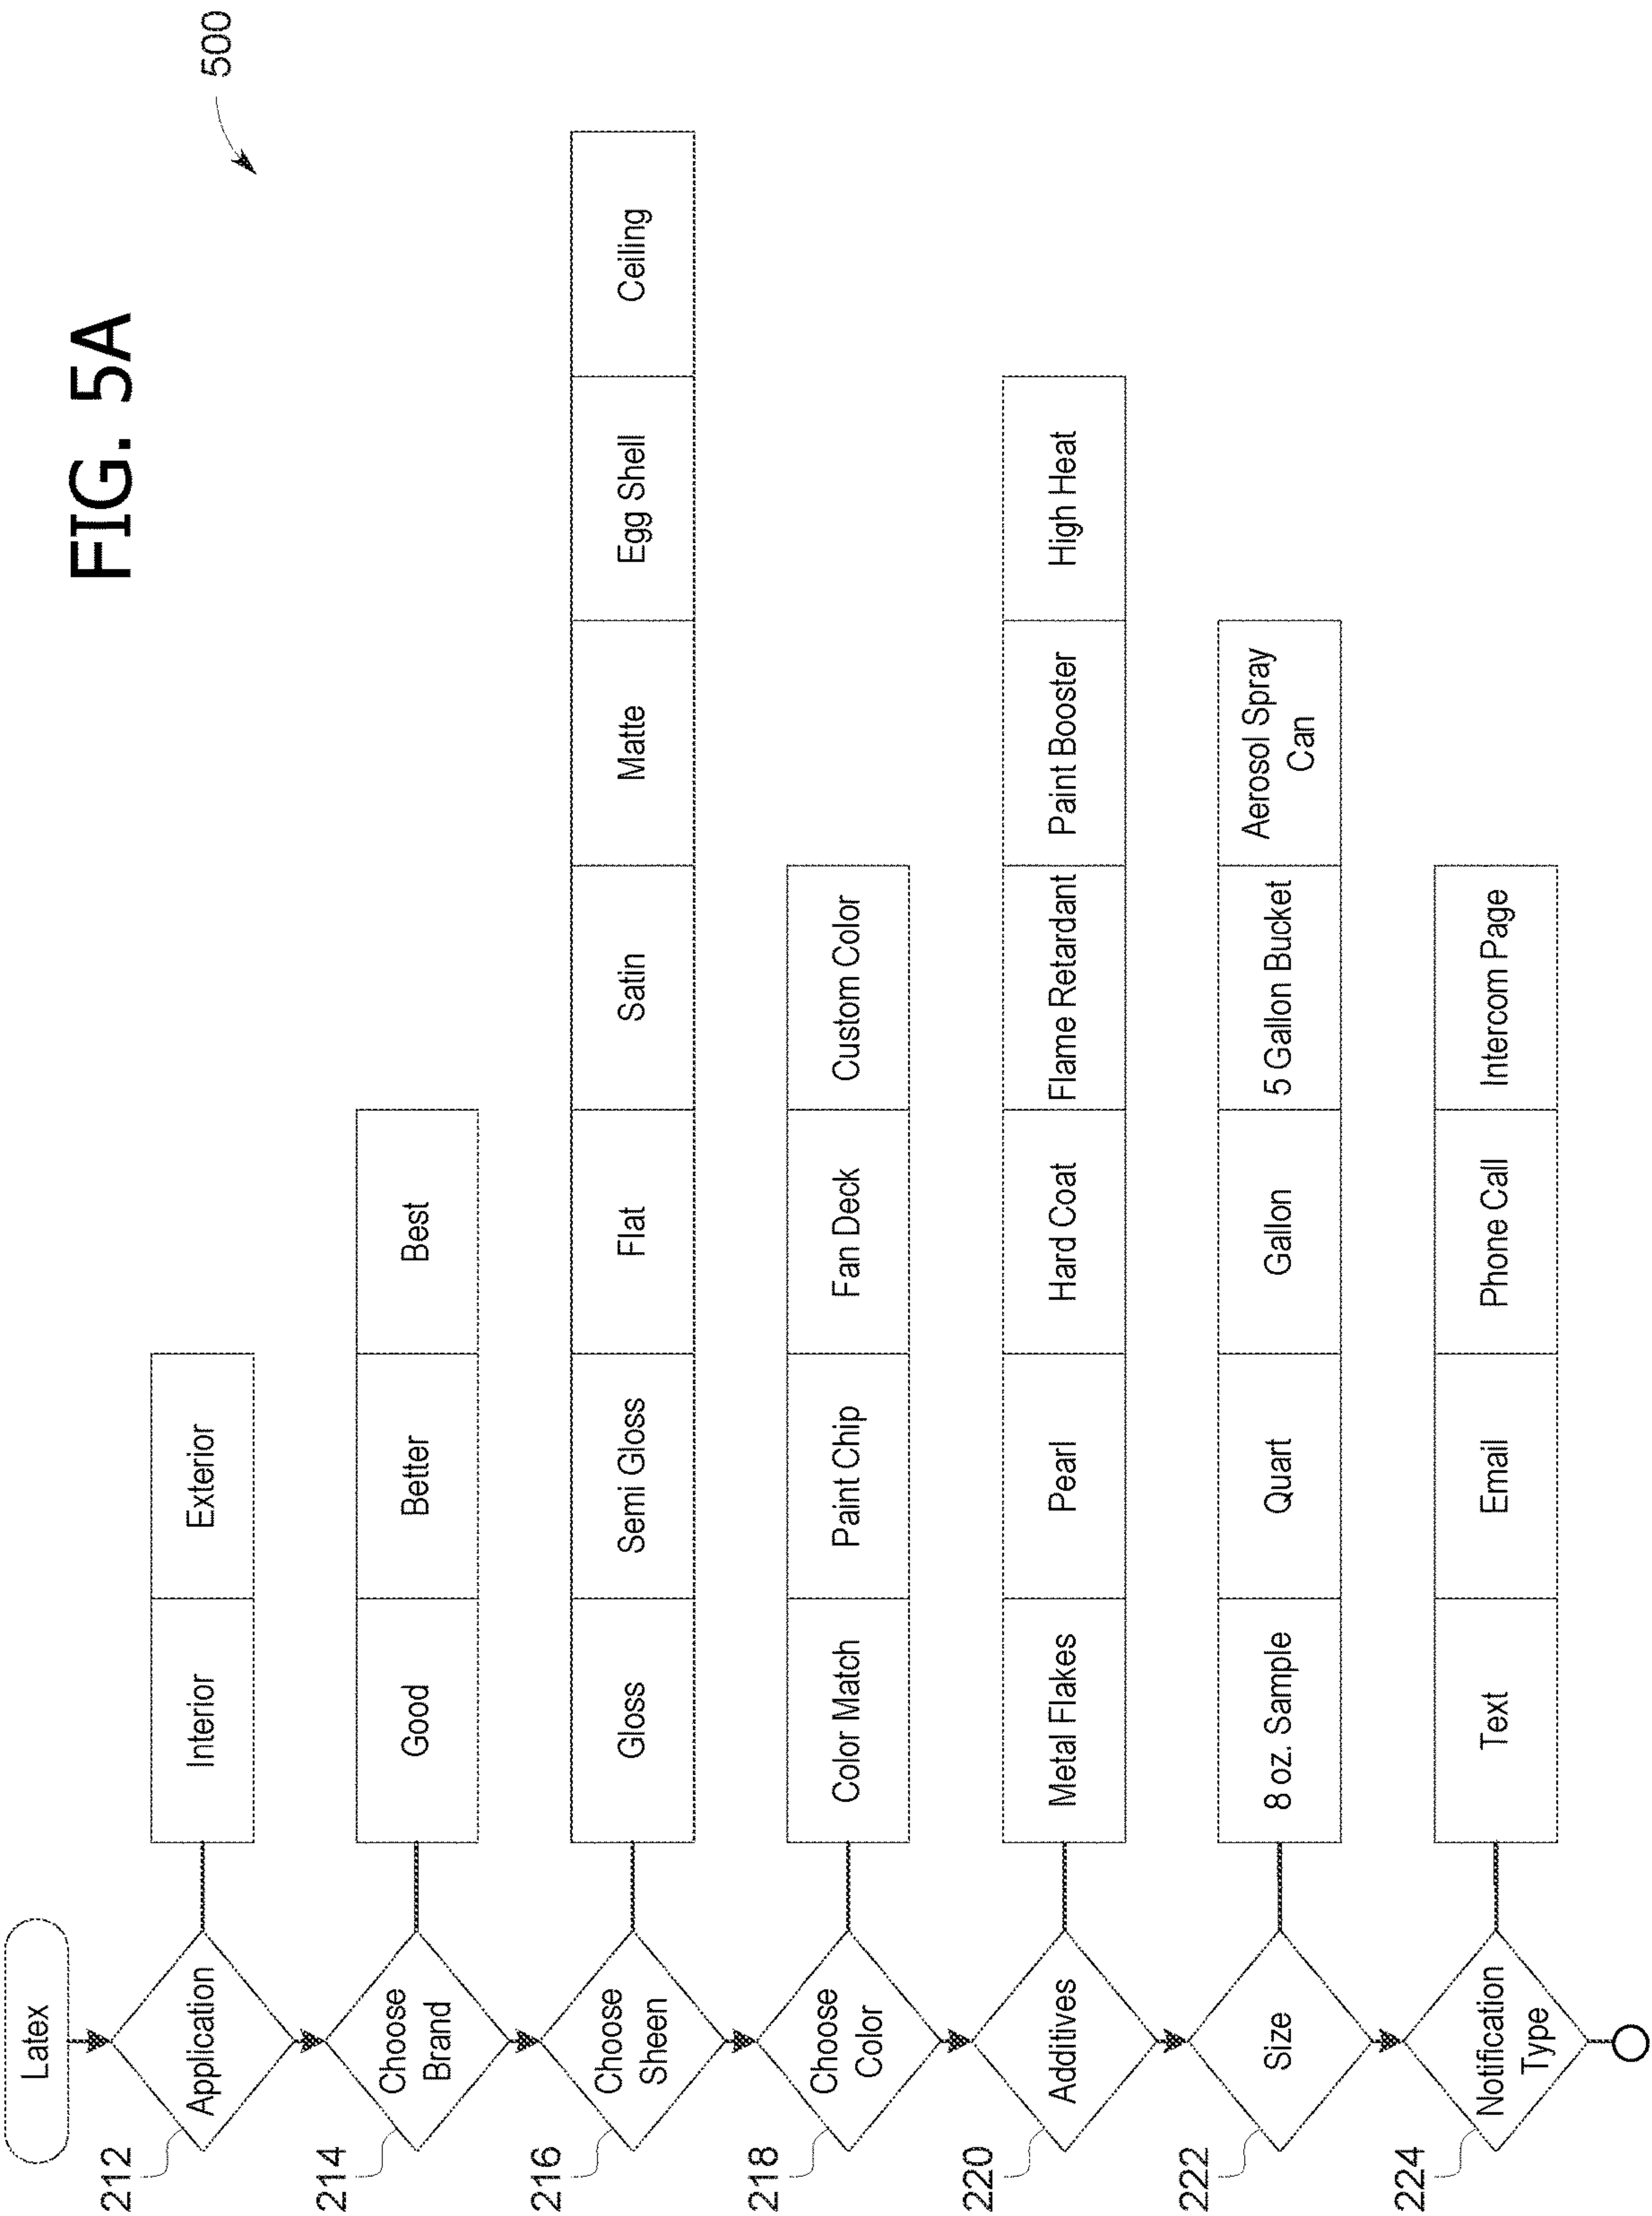 FIG. 5A
500
Latex
212
Application
Interior
Exterior
214
Choose
Brand
Good
Better
Best
216
Choose
Sheen
Gloss
Semi Gloss
Flat
Satin
Matte
Egg Shell
Ceiling
218
Choose
Color
Color Match
Paint Chip
Fan Deck
Custom Color
220
Additives
Metal Flakes
Pearl
Hard Coat
Flame Retardant
Paint Booster
High Heat
222
Size
8 oz. Sample
Quart
Gallon
5 Gallon Bucket
Aerosol Spray
Can
224
Notification
Type
Text
Email
Phone Call
Intercom Page